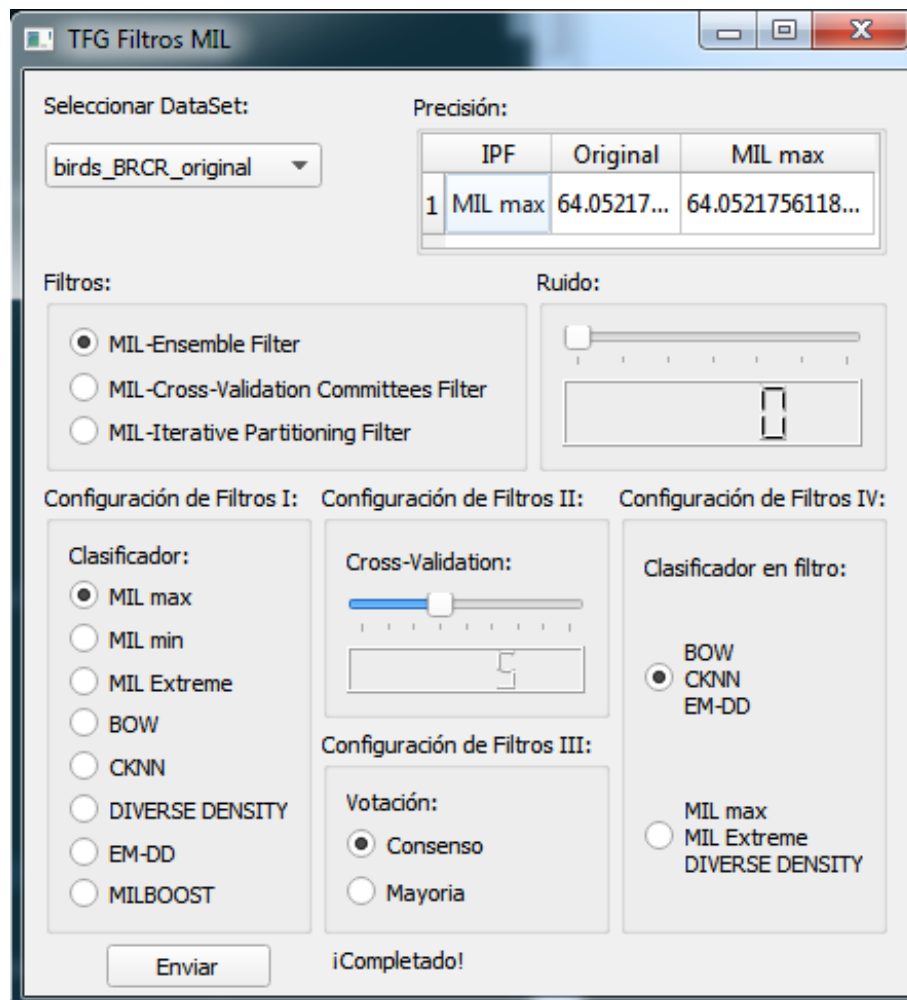 TFG Filtros MIL
Seleccionar DataSet:
Precisión:
birds_BRCR_original
IPF Original MIL max
1 MIL max 64.05217... 64.0521756118...
Filtros:
Ruido:
MIL-Ensemble Filter
MIL-Cross-Validation Committees Filter
MIL-Iterative Partitioning Filter
0
Configuración de Filtros I:
Clasificador:
MIL max
MIL min
MIL Extreme
BOW
CKNN
DIVERSE DENSITY
EM-DD
MILBOOST
Configuración de Filtros II:
Cross-Validation:
5
Configuración de Filtros III:
Votación:
Consenso
Mayoria
Configuración de Filtros IV:
Clasificador en filtro:
BOW
CKNN
EM-DD
MIL max
MIL Extreme
DIVERSE DENSITY
Enviar
¡Completado!